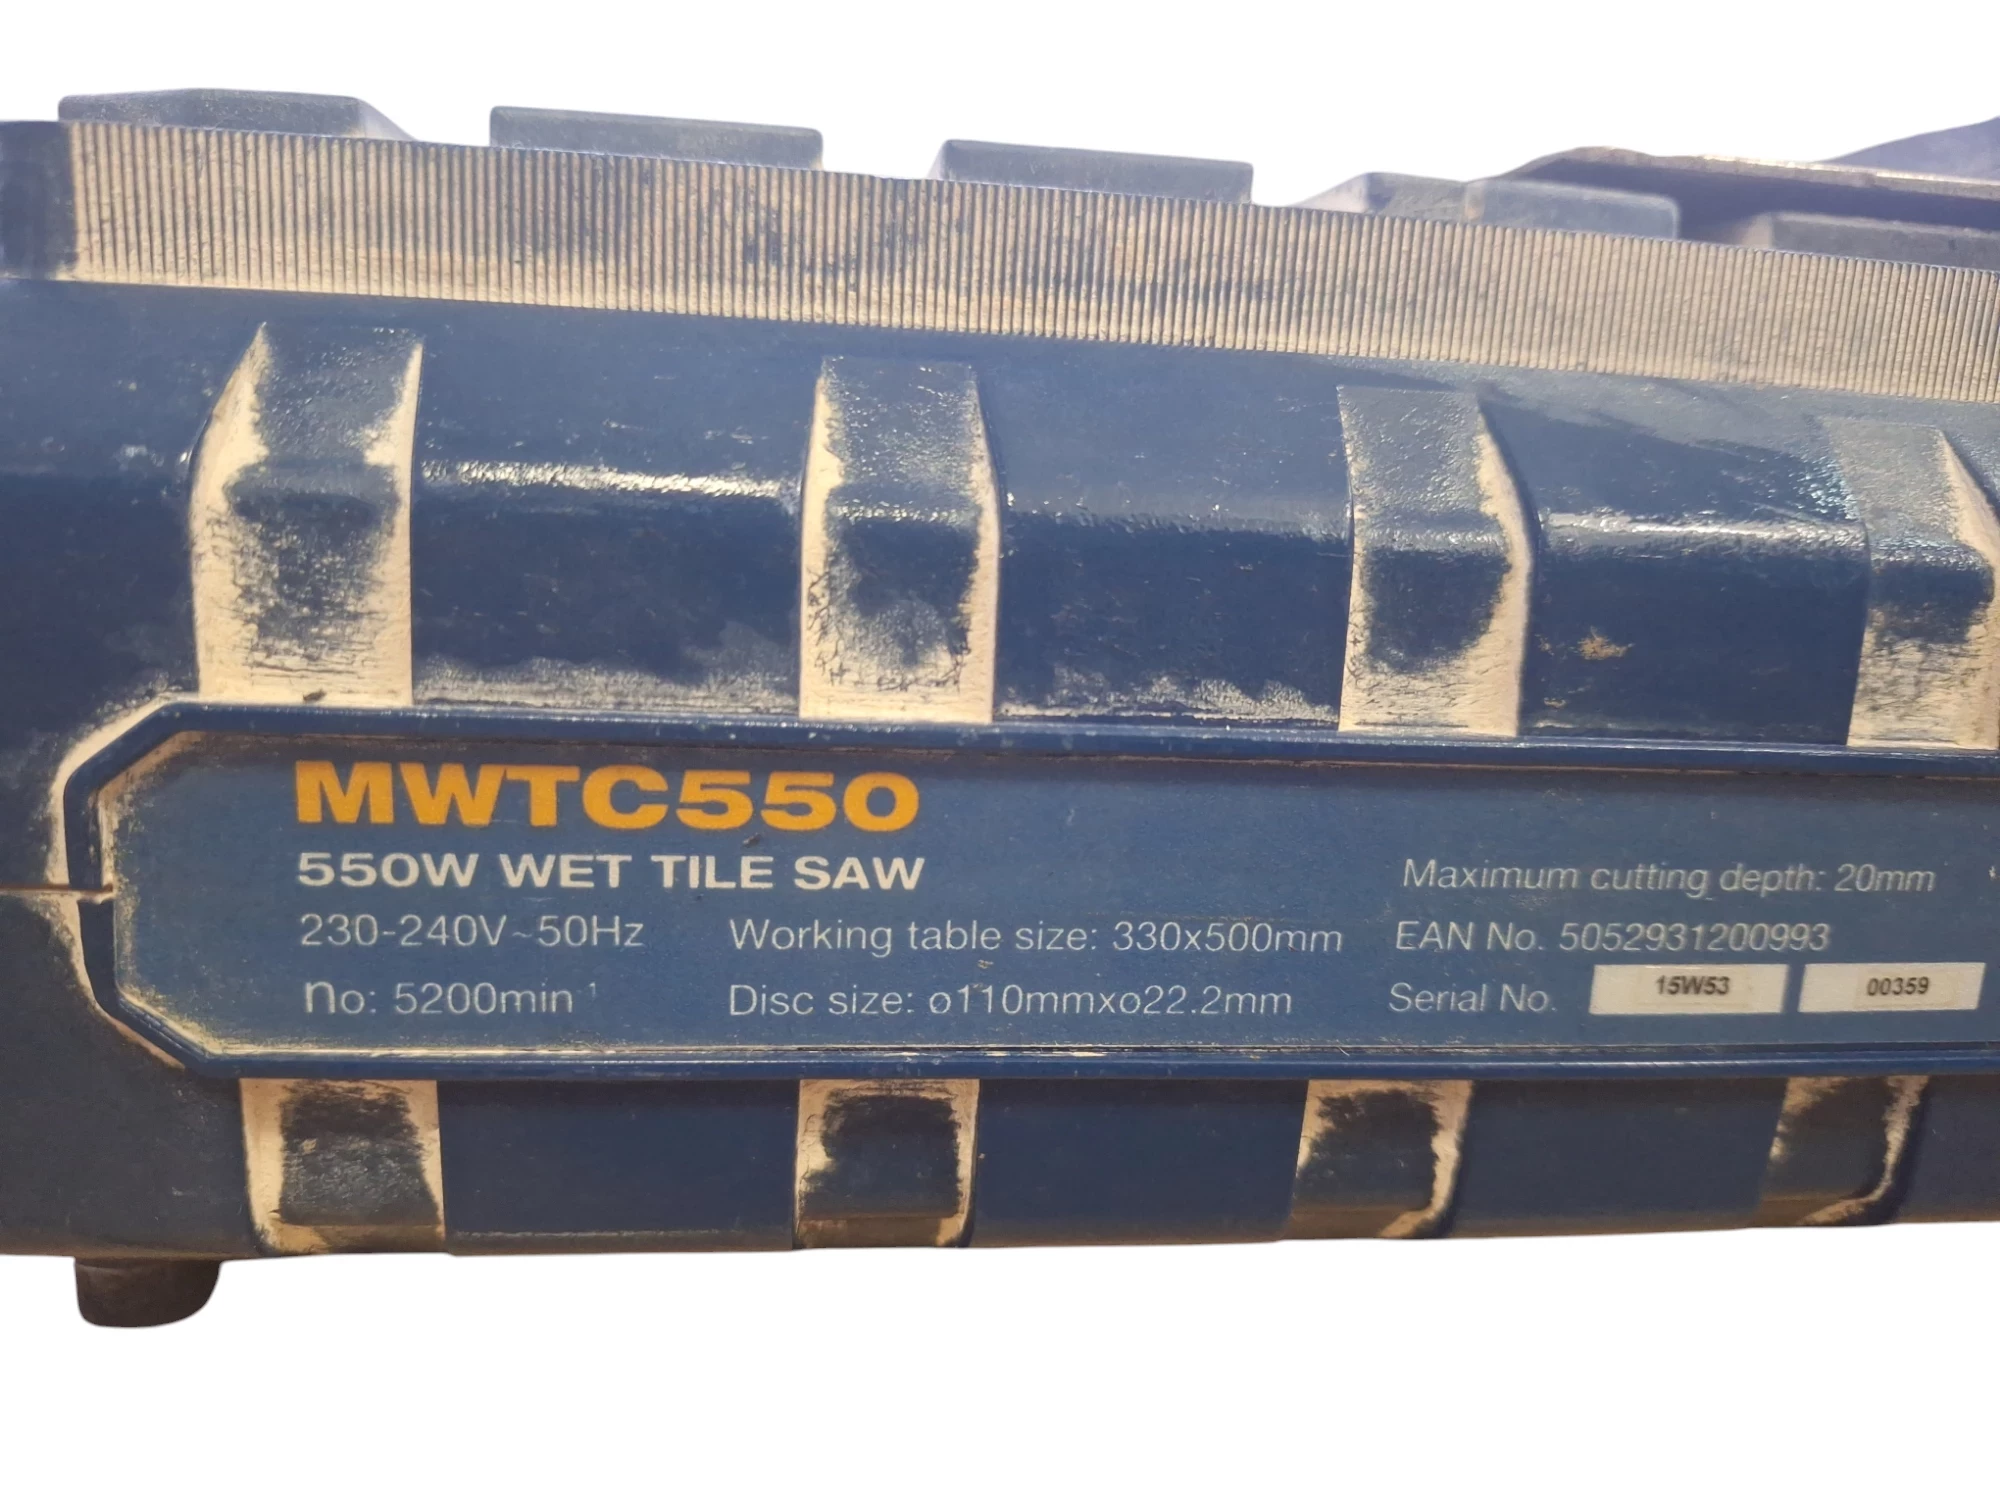 MWTC550
550W WET TILE SAW
230-240V~50Hz
no: 5200min⁻¹
Working table size: 330x500mm
Disc size: ø110mmxø22.2mm
Maximum cutting depth: 20mm
EAN No. 5052931200993
Serial No. 15W53 00359